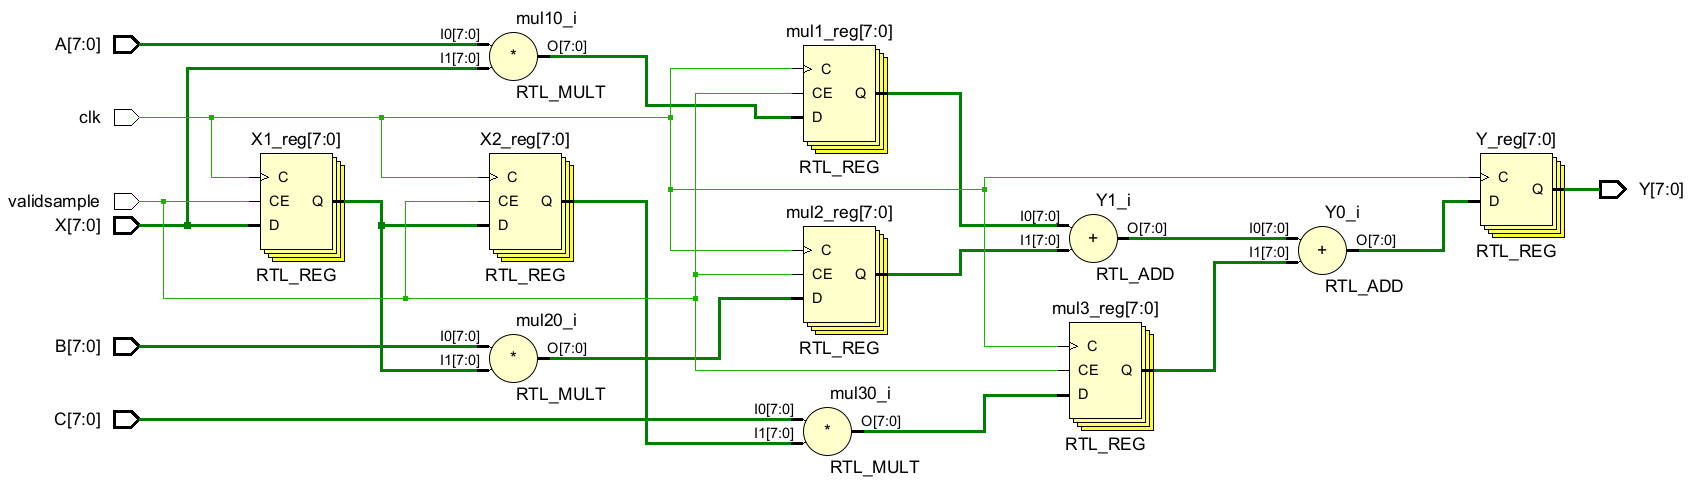 mul10_i
A[7:0]
I0[7:0]
I1[7:0]
*
O[7:0]
RTL_MULT
mul1_reg[7:0]
C
CE
D
Q
RTL_REG
clk
X1_reg[7:0]
C
CE
D
Q
RTL_REG
X2_reg[7:0]
C
CE
D
Q
RTL_REG
validsample
X[7:0]
mul2_reg[7:0]
C
CE
D
Q
RTL_REG
Y1_i
I0[7:0]
I1[7:0]
+
O[7:0]
RTL_ADD
Y0_i
I0[7:0]
I1[7:0]
+
O[7:0]
RTL_ADD
Y_reg[7:0]
C
D
Q
RTL_REG
Y[7:0]
mul20_i
B[7:0]
I0[7:0]
I1[7:0]
*
O[7:0]
RTL_MULT
mul3_reg[7:0]
C
CE
D
Q
RTL_REG
mul30_i
C[7:0]
I0[7:0]
I1[7:0]
*
O[7:0]
RTL_MULT